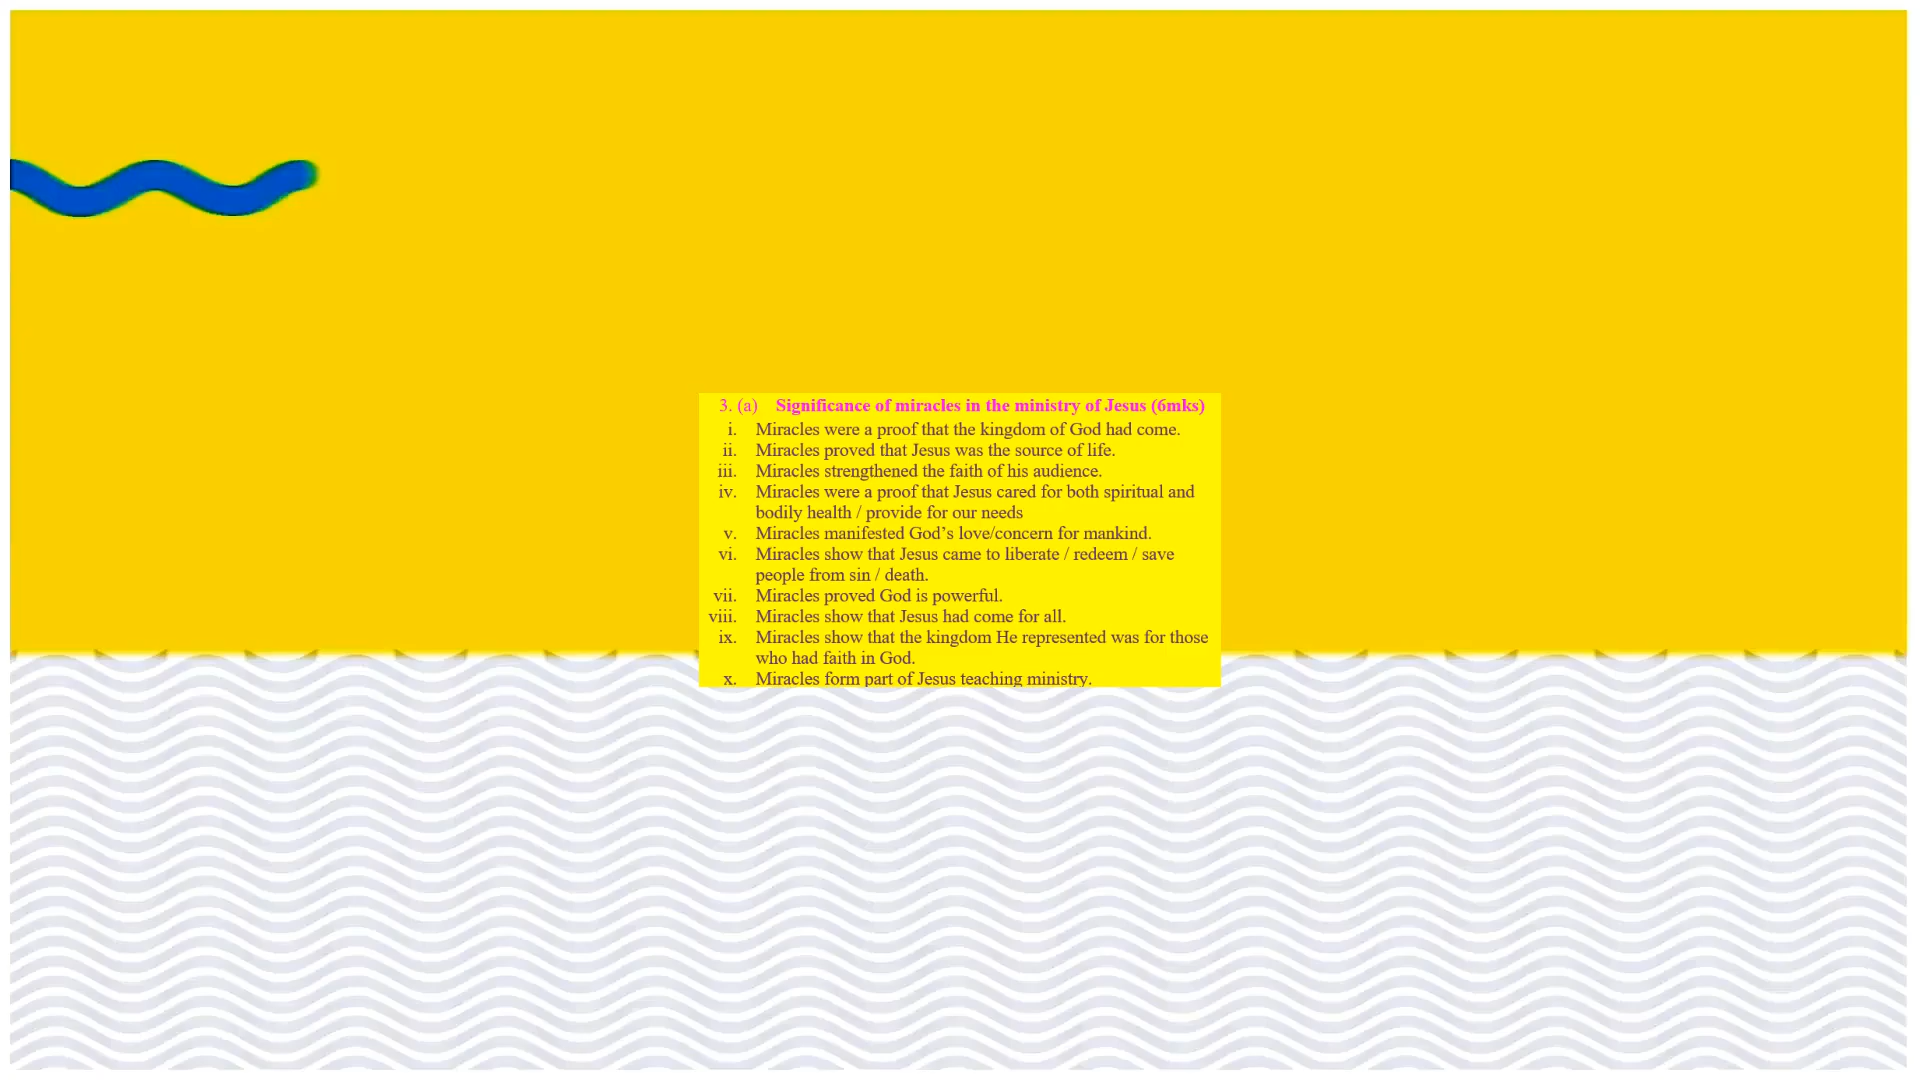 3. (a) Significance of miracles in the ministry of Jesus (6mks)
i. Miracles were a proof that the kingdom of God had come.
ii. Miracles proved that Jesus was the source of life.
iii. Miracles strengthened the faith of his audience.
iv. Miracles were a proof that Jesus cared for both spiritual and
bodily health / provide for our needs
v. Miracles manifested God’s love/concern for mankind.
vi. Miracles show that Jesus came to liberate / redeem / save
people from sin / death.
vii. Miracles proved God is powerful.
viii. Miracles show that Jesus had come for all.
ix. Miracles show that the kingdom He represented was for those
who had faith in God.
x. Miracles form part of Jesus teaching ministry.